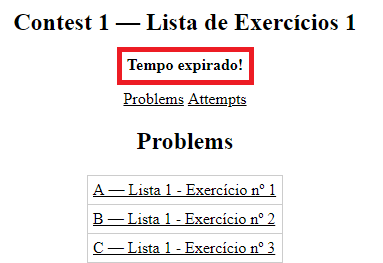 Contest 1 — Lista de Exercícios 1
Tempo expirado!
Problems Attempts
Problems
A — Lista 1 - Exercício nº 1
B — Lista 1 - Exercício nº 2
C — Lista 1 - Exercício nº 3